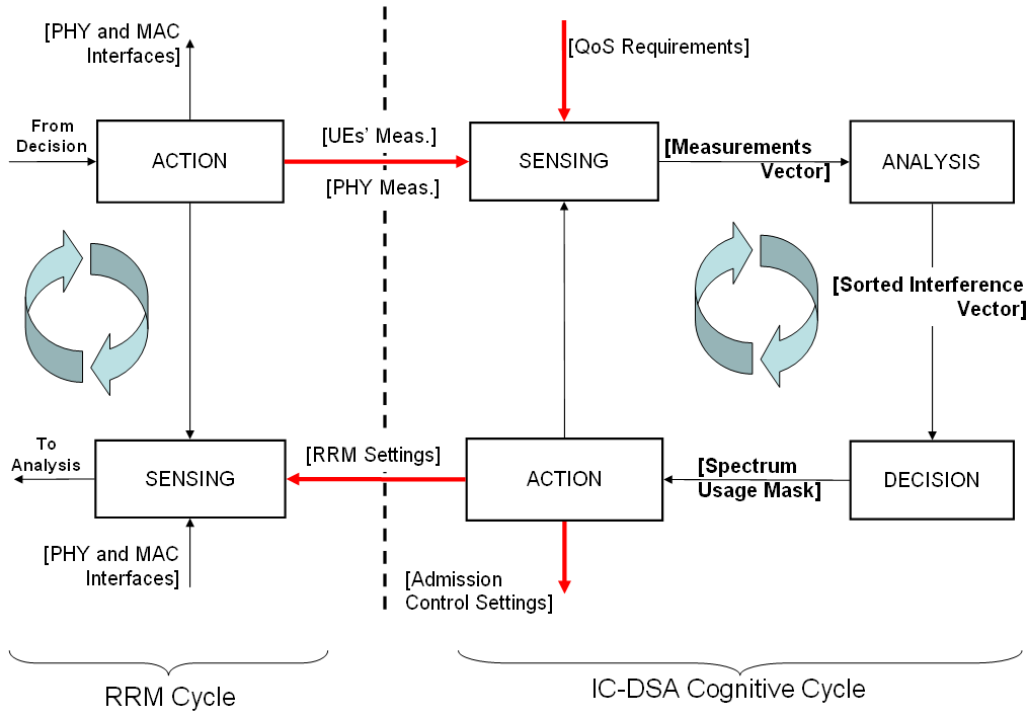 [PHY and MAC
Interfaces]
[QoS Requirements]
From
Decision
ACTION
[UEs' Meas.]
[PHY Meas.]
SENSING
[Measurements
Vector]
ANALYSIS
[Sorted Interference
Vector]
To
Analysis
SENSING
[RRM Settings]
ACTION
[Spectrum
Usage Mask]
DECISION
[PHY and MAC
Interfaces]
[Admission
Control Settings]
RRM Cycle
IC-DSA Cognitive Cycle